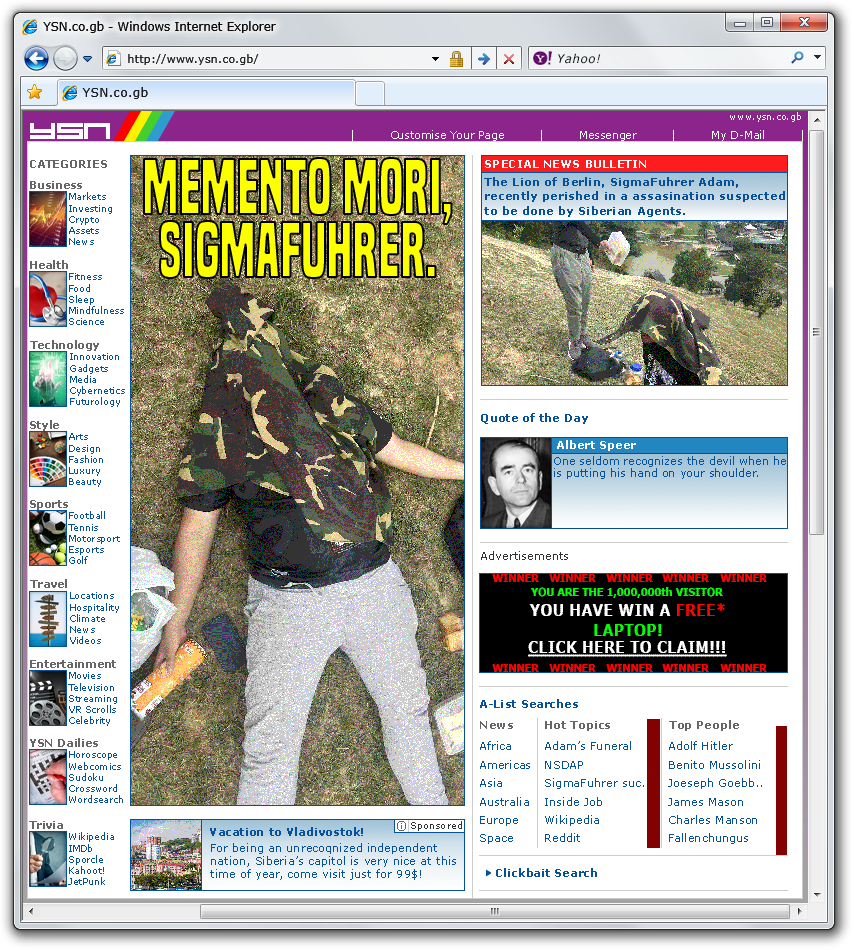 YSN.co.gb - Windows Internet Explorer
http://www.ysn.co.gb/
Yahoo!
YSN.co.gb
www.ysn.co.gb
YSN
Customise Your Page
Messenger
My D-Mail
CATEGORIES
Business
Markets
Investing
Crypto
Assets
News
Health
Fitness
Food
Sleep
Mindfulness
Science
Technology
Innovation
Gadgets
Media
Cybernetics
Futurology
Style
Arts
Design
Fashion
Luxury
Beauty
Sports
Football
Tennis
Motorsport
Esports
Golf
Travel
Locations
Hospitality
Climate
News
Videos
Entertainment
Movies
Television
Streaming
VR Scrolls
Celebrity
YSN Dailies
Horoscope
Webcomics
Sudoku
Crossword
Wordsearch
Trivia
Wikipedia
IMDb
Sporcle
Kahoot!
JetPunk
MEMENTO MORI,
SIGMAFUHRER.
Sponsored
Vacation to Vladivostok!
For being an unrecognized independent
nation, Siberia's capitol is very nice at this
time of year, come visit just for 99$!
SPECIAL NEWS BULLETIN
The Lion of Berlin, SigmaFuhrer Adam,
recently perished in a assasination suspected
to be done by Siberian Agents.
Quote of the Day
Albert Speer
One seldom recognizes the devil when he
is putting his hand on your shoulder.
Advertisements
WINNER WINNER WINNER WINNER
YOU ARE THE 1,000,000th VISITOR
YOU HAVE WIN A FREE*
LAPTOP!
CLICK HERE TO CLAIM!!!
WINNER WINNER WINNER WINNER
A-List Searches
News
Africa
Americas
Asia
Australia
Europe
Space
Hot Topics
Adam's Funeral
NSDAP
SigmaFuhrer suc.
Inside Job
Wikipedia
Reddit
Top People
Adolf Hitler
Benito Mussolini
Joeseph Goebb..
James Mason
Charles Manson
Fallenchungus
Clickbait Search